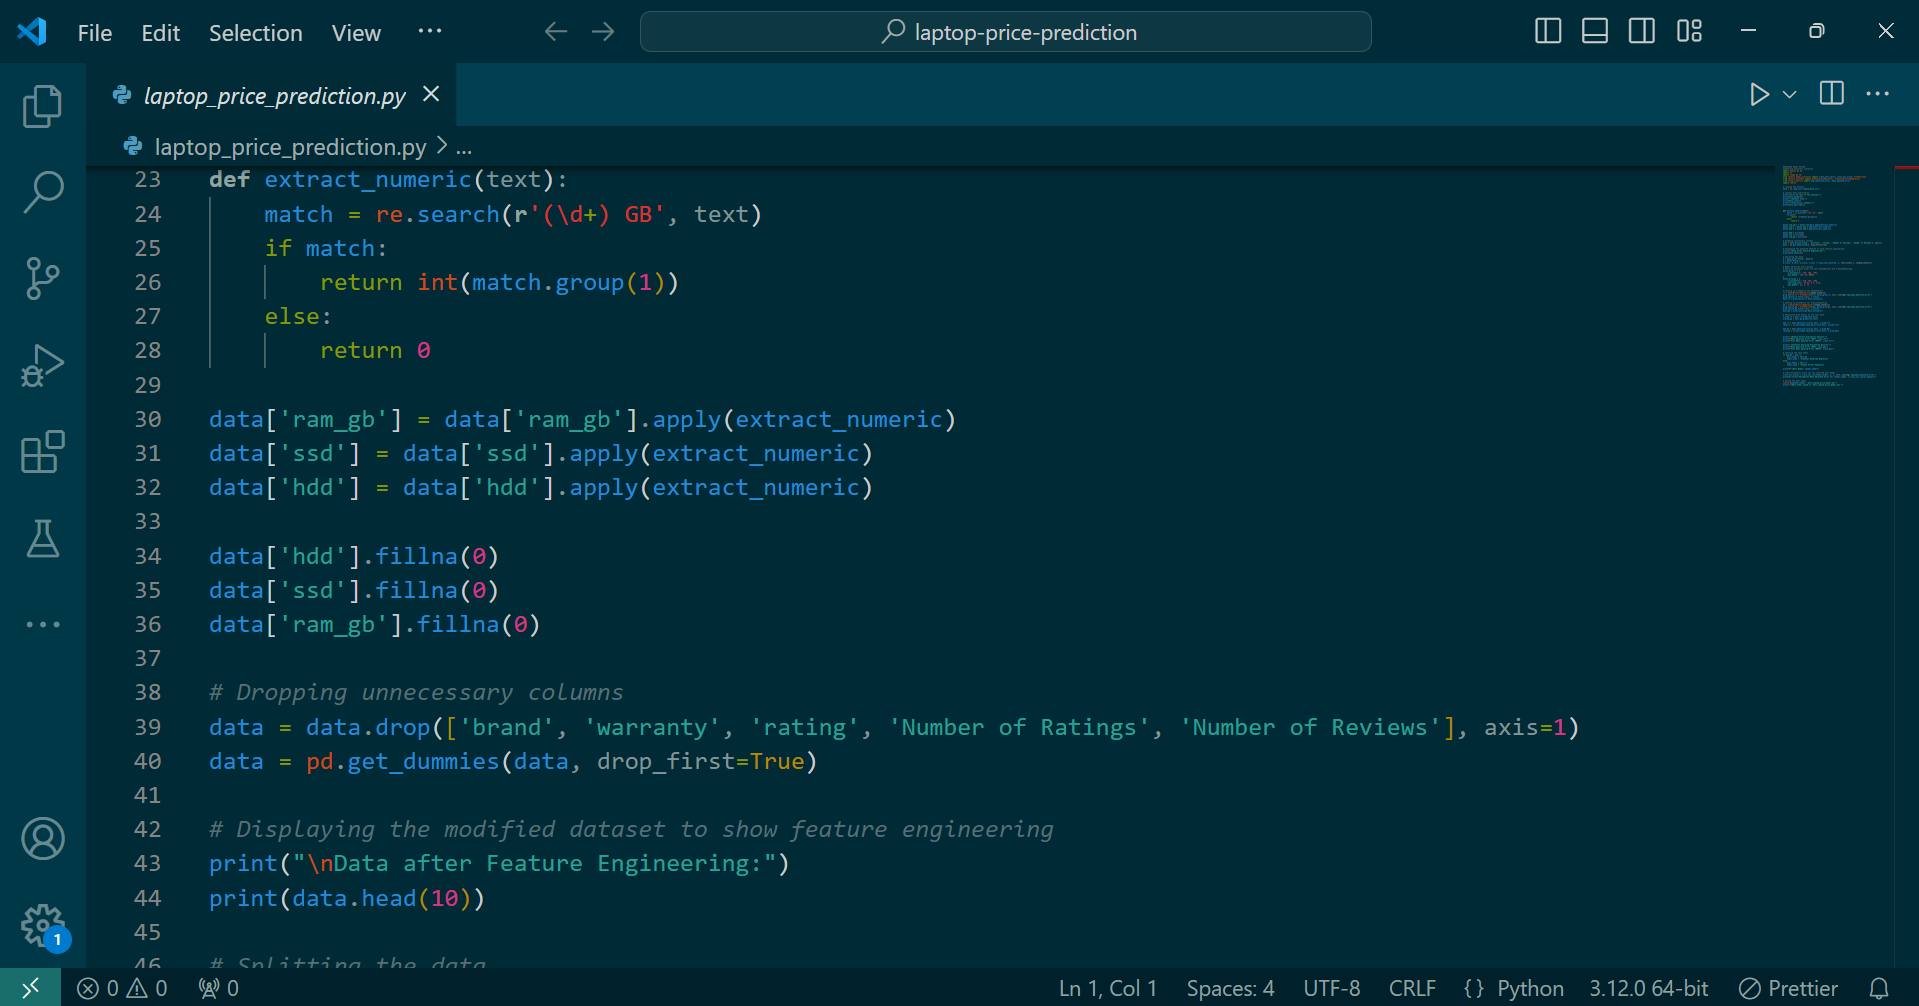 File Edit Selection View ··· laptop-price-prediction
laptop_price_prediction.py
laptop_price_prediction.py > ...
23 def extract_numeric(text):
24     match = re.search(r'(\d+) GB', text)
25     if match:
26         return int(match.group(1))
27     else:
28         return 0
29
30 data['ram_gb'] = data['ram_gb'].apply(extract_numeric)
31 data['ssd'] = data['ssd'].apply(extract_numeric)
32 data['hdd'] = data['hdd'].apply(extract_numeric)
33
34 data['hdd'].fillna(0)
35 data['ssd'].fillna(0)
36 data['ram_gb'].fillna(0)
37
38 # Dropping unnecessary columns
39 data = data.drop(['brand', 'warranty', 'rating', 'Number of Ratings', 'Number of Reviews'], axis=1)
40 data = pd.get_dummies(data, drop_first=True)
41
42 # Displaying the modified dataset to show feature engineering
43 print("\nData after Feature Engineering:")
44 print(data.head(10))
45
46 # Splitting the data
1
0 0 0 Ln 1, Col 1 Spaces: 4 UTF-8 CRLF {} Python 3.12.0 64-bit Prettier